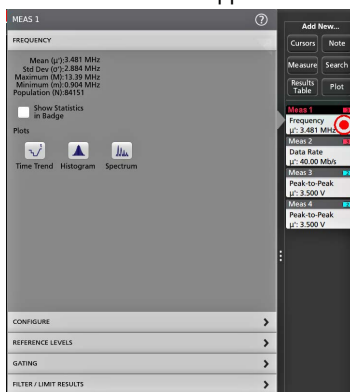 MEAS 1
?
FREQUENCY
Mean (µ'):3.481 MHz
Std Dev (σ'):2.884 MHz
Maximum (M):13.39 MHz
Minimum (m):0.904 MHz
Population (N):84151
Show Statistics
in Badge
Plots
Time Trend Histogram Spectrum
CONFIGURE
REFERENCE LEVELS
GATING
FILTER / LIMIT RESULTS
Add
New...
Cursors Note
Measure Search
Results
Table Plot
Meas 1
Frequency
µ': 3.481 MHz
Meas 2
Data Rate
µ': 40.00 Mb/s
Meas 3
Peak-to-Peak
µ': 3.500 V
Meas 4
Peak-to-Peak
µ': 3.500 V